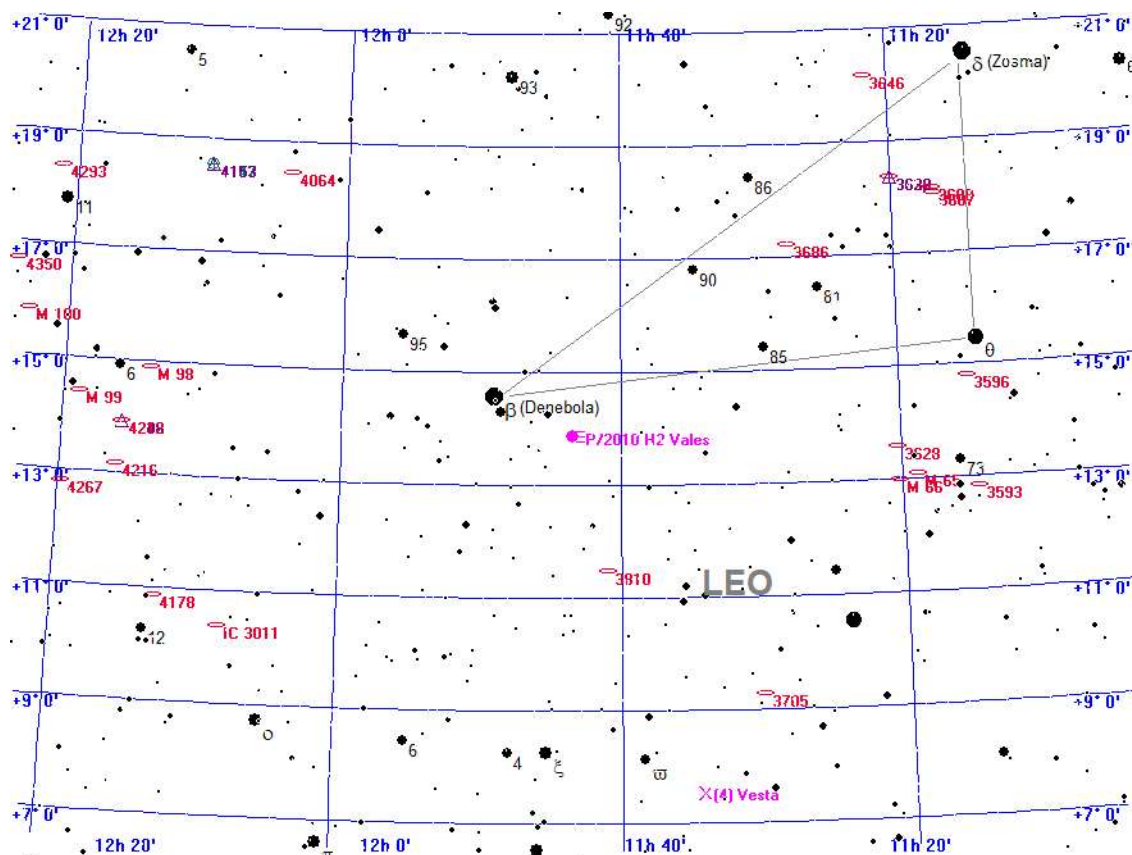 +21° 0'
12h 20'
12h 0'
92
11h 40'
11h 20'
+21° 0'
5
93
3646
δ (Zosma)
6
+19° 0'
+19° 0'
4293
4064
86
11
90
3686
81
+17° 0'
+17° 0'
4350
M 100
95
85
θ
+15° 0'
+15° 0'
6
M 98
M 99
β (Denebola)
3596
P/2010 H2 Vales
3628
73
4216
M 65
M 66
3593
+13° 0'
+13° 0'
4267
3810
LEO
+11° 0'
+11° 0'
4178
12
IC 3011
3705
+9° 0'
+9° 0'
ο
6
4
ξ
ϖ
(4) Vesta
+7° 0'
+7° 0'
12h 20'
12h 0'
11h 40'
11h 20'